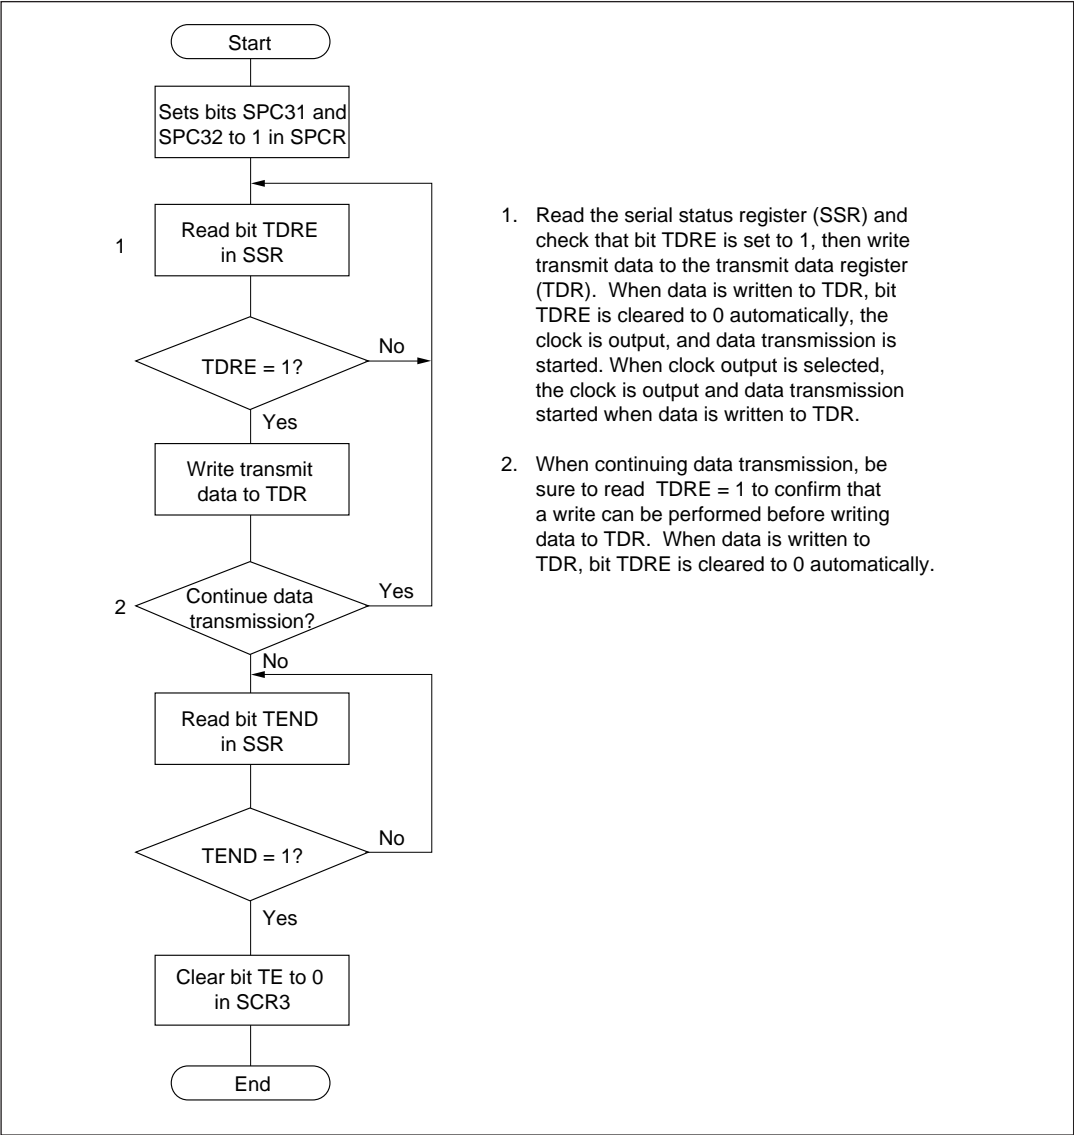 Start
Sets bits SPC31 and
SPC32 to 1 in SPCR
1
Read bit TDRE
in SSR
TDRE = 1?
No
Yes
Write transmit
data to TDR
2
Continue data
transmission?
Yes
No
Read bit TEND
in SSR
TEND = 1?
No
Yes
Clear bit TE to 0
in SCR3
End
1. Read the serial status register (SSR) and
check that bit TDRE is set to 1, then write
transmit data to the transmit data register
(TDR).  When data is written to TDR, bit
TDRE is cleared to 0 automatically, the
clock is output, and data transmission is
started. When clock output is selected,
the clock is output and data transmission
started when data is written to TDR.
2. When continuing data transmission, be
sure to read  TDRE = 1 to confirm that
a write can be performed before writing
data to TDR.  When data is written to
TDR, bit TDRE is cleared to 0 automatically.